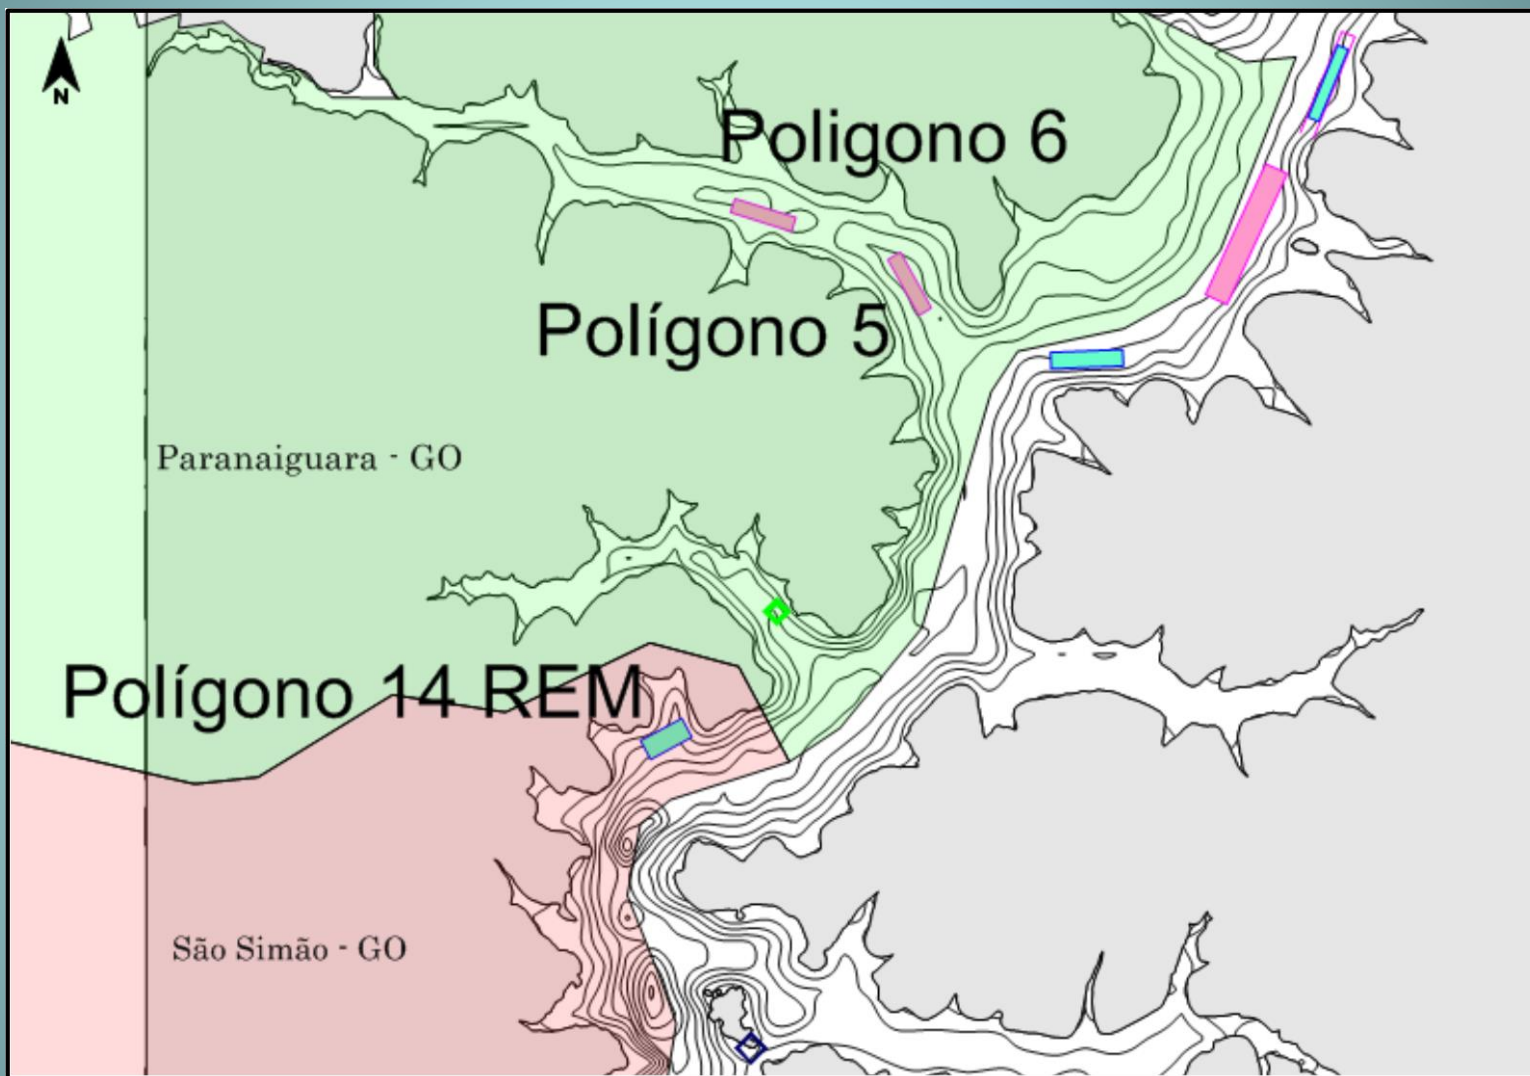 N
Poligono 6
Polígono 5
Paranaiguara - GO
Polígono 14 REM
São Simão - GO